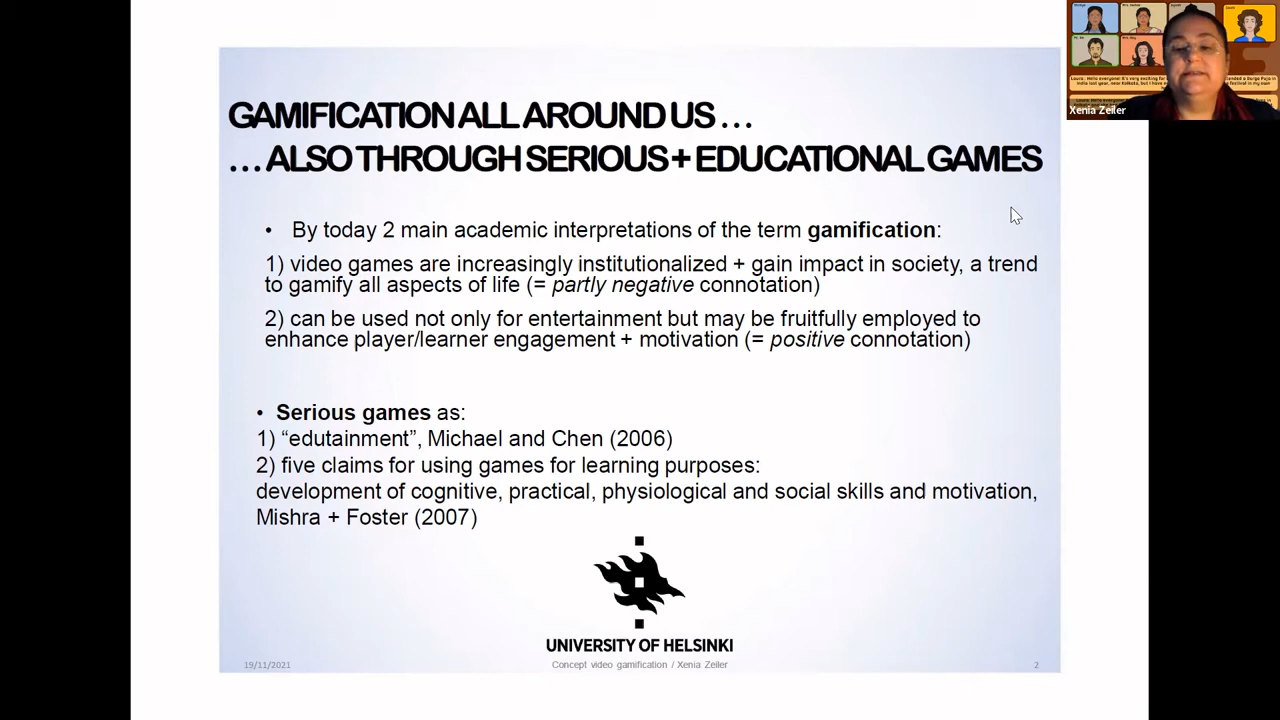 GAMIFICATION ALL AROUND US …
… ALSO THROUGH SERIOUS + EDUCATIONAL GAMES
• By today 2 main academic interpretations of the term gamification:
1) video games are increasingly institutionalized + gain impact in society, a trend
to gamify all aspects of life (= partly negative connotation)
2) can be used not only for entertainment but may be fruitfully employed to
enhance player/learner engagement + motivation (= positive connotation)
• Serious games as:
1) “edutainment”, Michael and Chen (2006)
2) five claims for using games for learning purposes:
development of cognitive, practical, physiological and social skills and motivation,
Mishra + Foster (2007)
UNIVERSITY OF HELSINKI
19/11/2021
Concept video gamification / Xenia Zeiler
2
Xenia Zeiler